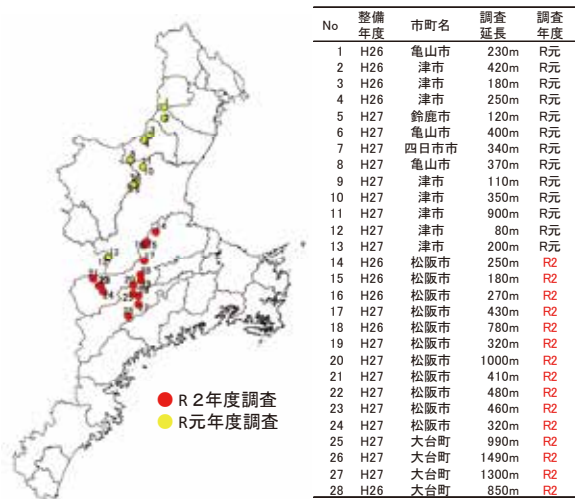 No 整備年度 市町名 調査延長 調査年度
1 H26 亀山市 230m R元
2 H26 津市 420m R元
3 H26 津市 180m R元
4 H26 津市 250m R元
5 H27 鈴鹿市 120m R元
6 H27 亀山市 400m R元
7 H27 四日市市 340m R元
8 H27 亀山市 370m R元
9 H27 津市 110m R元
10 H27 津市 350m R元
11 H27 津市 900m R元
12 H27 津市 80m R元
13 H27 津市 200m R元
14 H26 松阪市 250m R2
15 H26 松阪市 180m R2
16 H26 松阪市 270m R2
17 H27 松阪市 430m R2
18 H26 松阪市 780m R2
19 H27 松阪市 320m R2
20 H27 松阪市 1000m R2
21 H27 松阪市 410m R2
22 H27 松阪市 480m R2
23 H27 松阪市 460m R2
24 H27 松阪市 320m R2
25 H27 大台町 990m R2
26 H27 大台町 1490m R2
27 H27 大台町 1300m R2
28 H26 大台町 850m R2
R２年度調査
R元年度調査